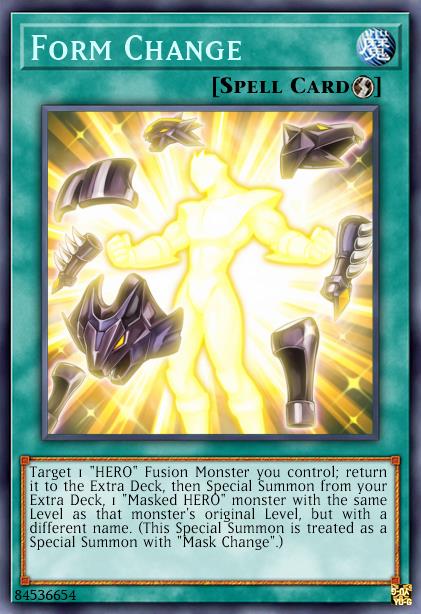 Form Change
魔
[Spell Card]
Target 1 "HERO" Fusion Monster you control; return
it to the Extra Deck, then Special Summon from your
Extra Deck, 1 "Masked HERO" monster with the same
Level as that monster's original Level, but with a
different name. (This Special Summon is treated as a
Special Summon with "Mask Change".)
84536654